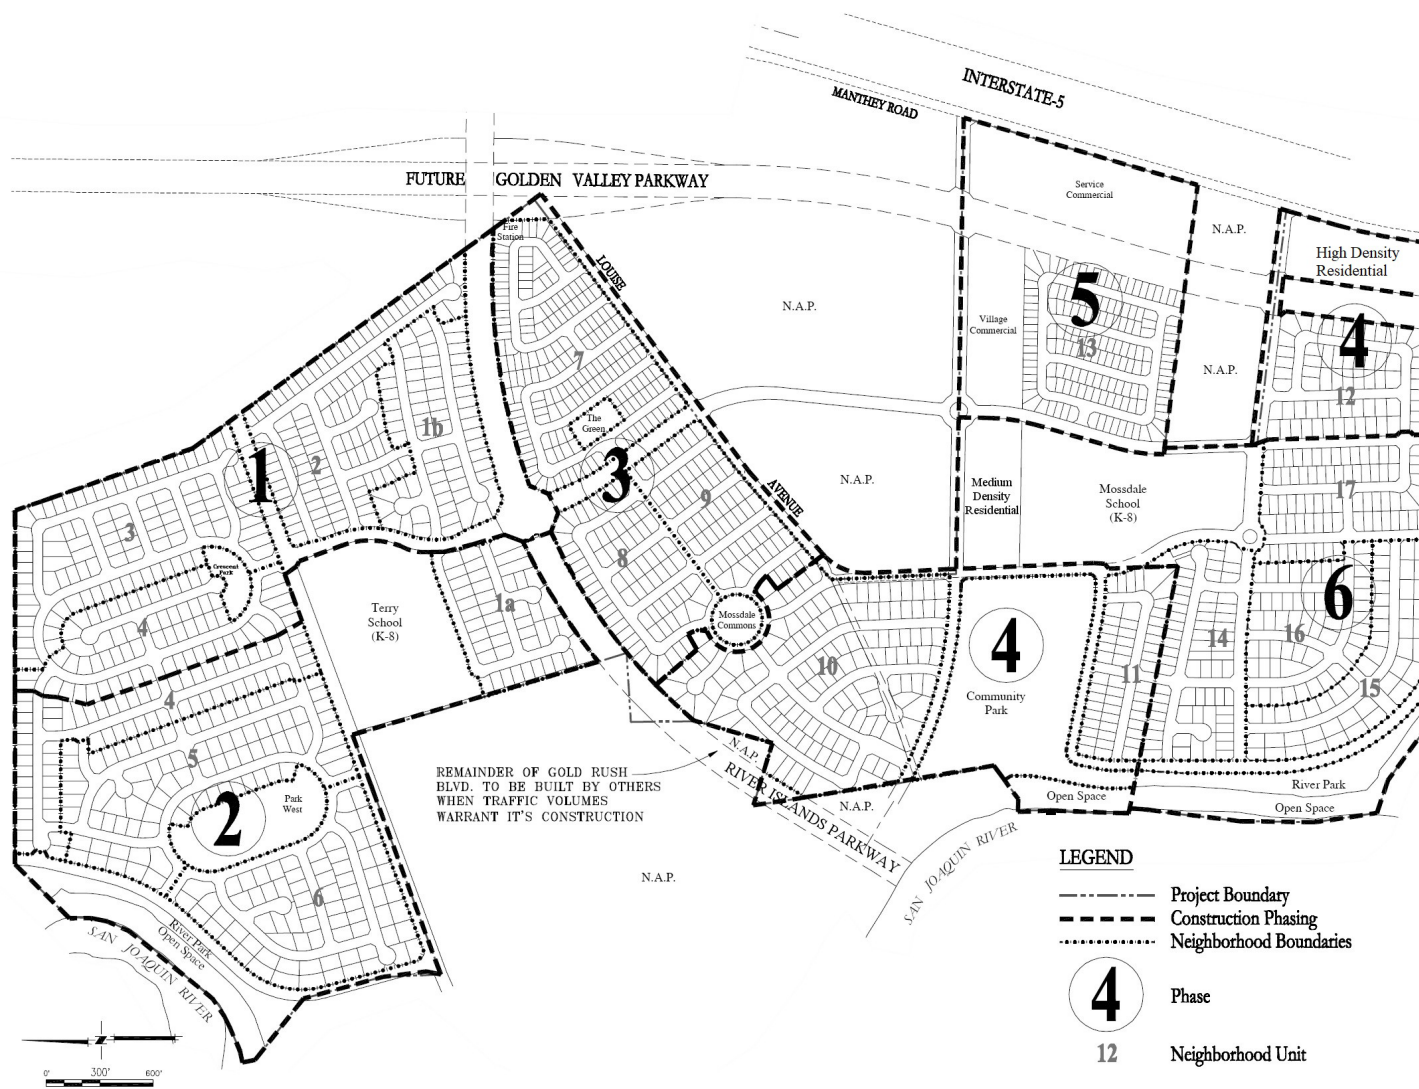 INTERSTATE-5
MANTHEY ROAD
FUTURE GOLDEN VALLEY PARKWAY
Service
Commercial
N.A.P.
High Density
Residential
Fire
Station
LOUISE
N.A.P.
5
Village
Commercial
13
4
N.A.P.
12
7
The
Green
1b
2
1
3
9
AVENUE
N.A.P.
Medium
Density
Residential
Mossdale
School
(K-8)
17
3
8
Crescent
Park
4
Terry
School
(K-8)
1a
Mossdale
Commons
10
4
Community
Park
11
14
16
6
15
4
5
2
Park
West
6
REMAINDER OF GOLD RUSH
BLVD. TO BE BUILT BY OTHERS
WHEN TRAFFIC VOLUMES
WARRANT IT'S CONSTRUCTION
N.A.P.
RIVER ISLANDS PARKWAY
N.A.P.
N.A.P.
Open Space
River Park
Open Space
SAN JOAQUIN RIVER
River Park
Open Space
SAN JOAQUIN RIVER
LEGEND
Project Boundary
Construction Phasing
Neighborhood Boundaries
4 Phase
12 Neighborhood Unit
Z
0' 300' 600'